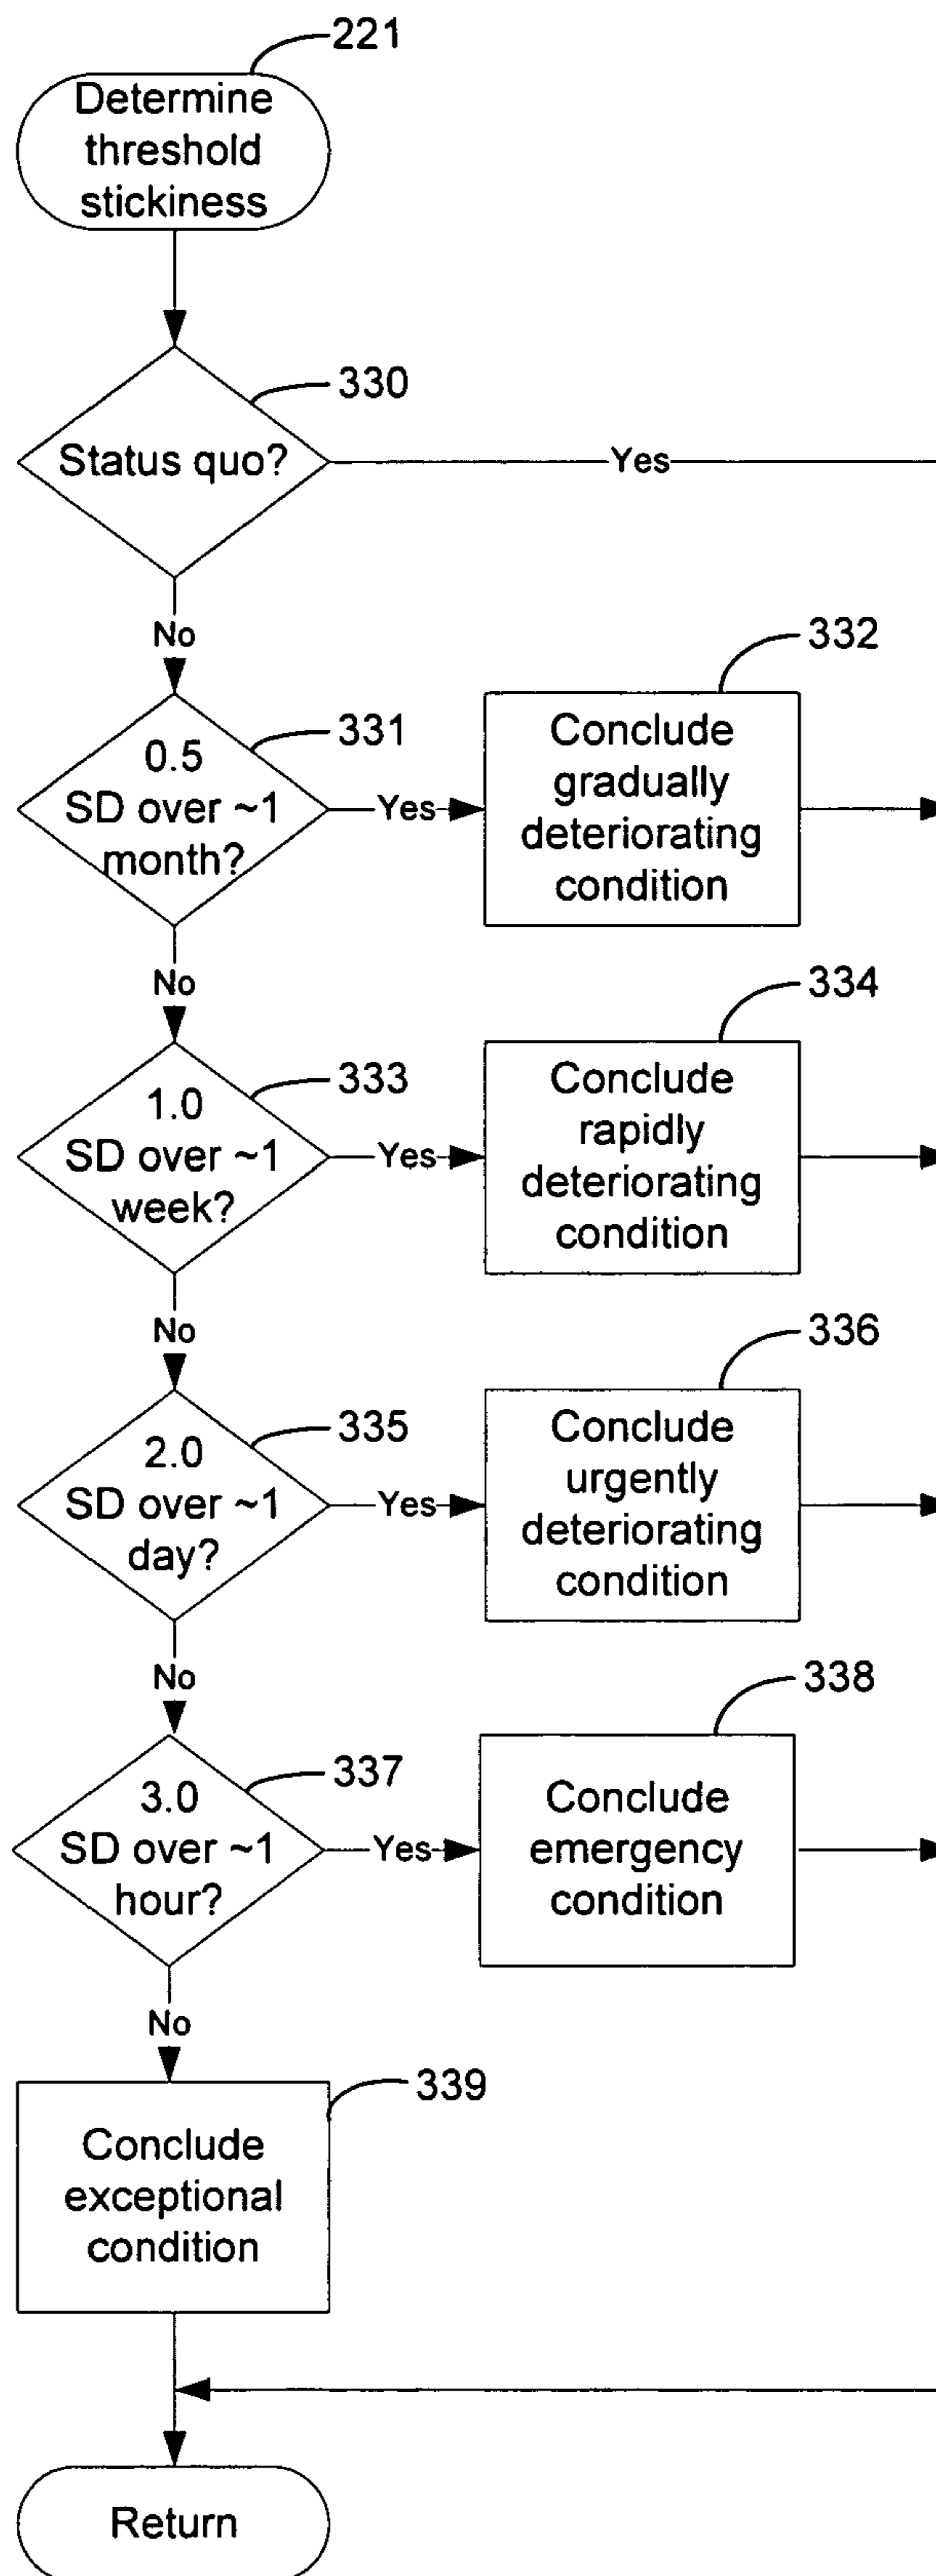 221
Determine
threshold
stickiness
330
Status quo?
Yes
No
332
331
0.5
SD over ~1
month?
Yes
Conclude
gradually
deteriorating
condition
No
334
333
1.0
SD over ~1
week?
Yes
Conclude
rapidly
deteriorating
condition
No
336
335
2.0
SD over ~1
day?
Yes
Conclude
urgently
deteriorating
condition
No
338
337
3.0
SD over ~1
hour?
Yes
Conclude
emergency
condition
No
339
Conclude
exceptional
condition
Return